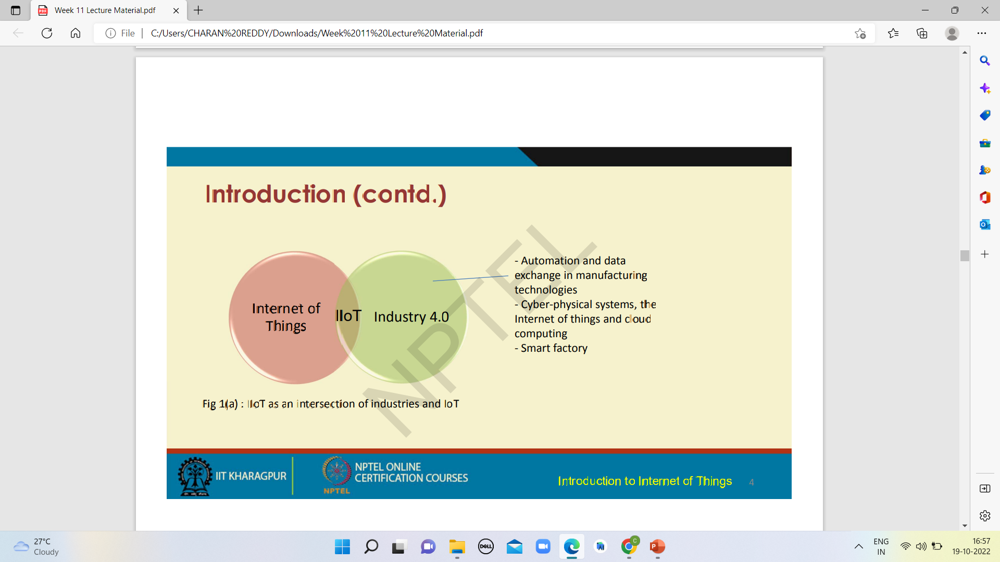 Week 11 Lecture Material.pdf
File
C:/Users/CHARAN%20REDDY/Downloads/Week%2011%20Lecture%20Material.pdf
Introduction (contd.)
Internet of
Things
IIoT
Industry 4.0
- Automation and data
exchange in manufacturing
technologies
- Cyber-physical systems, the
Internet of things and cloud
computing
- Smart factory
Fig 1(a) : IIoT as an intersection of industries and IoT
NPTEL
IIT KHARAGPUR
NPTEL
NPTEL ONLINE
CERTIFICATION COURSES
Introduction to Internet of Things
4
27°C
Cloudy
DELL
C
P
ENG
IN
16:57
19-10-2022